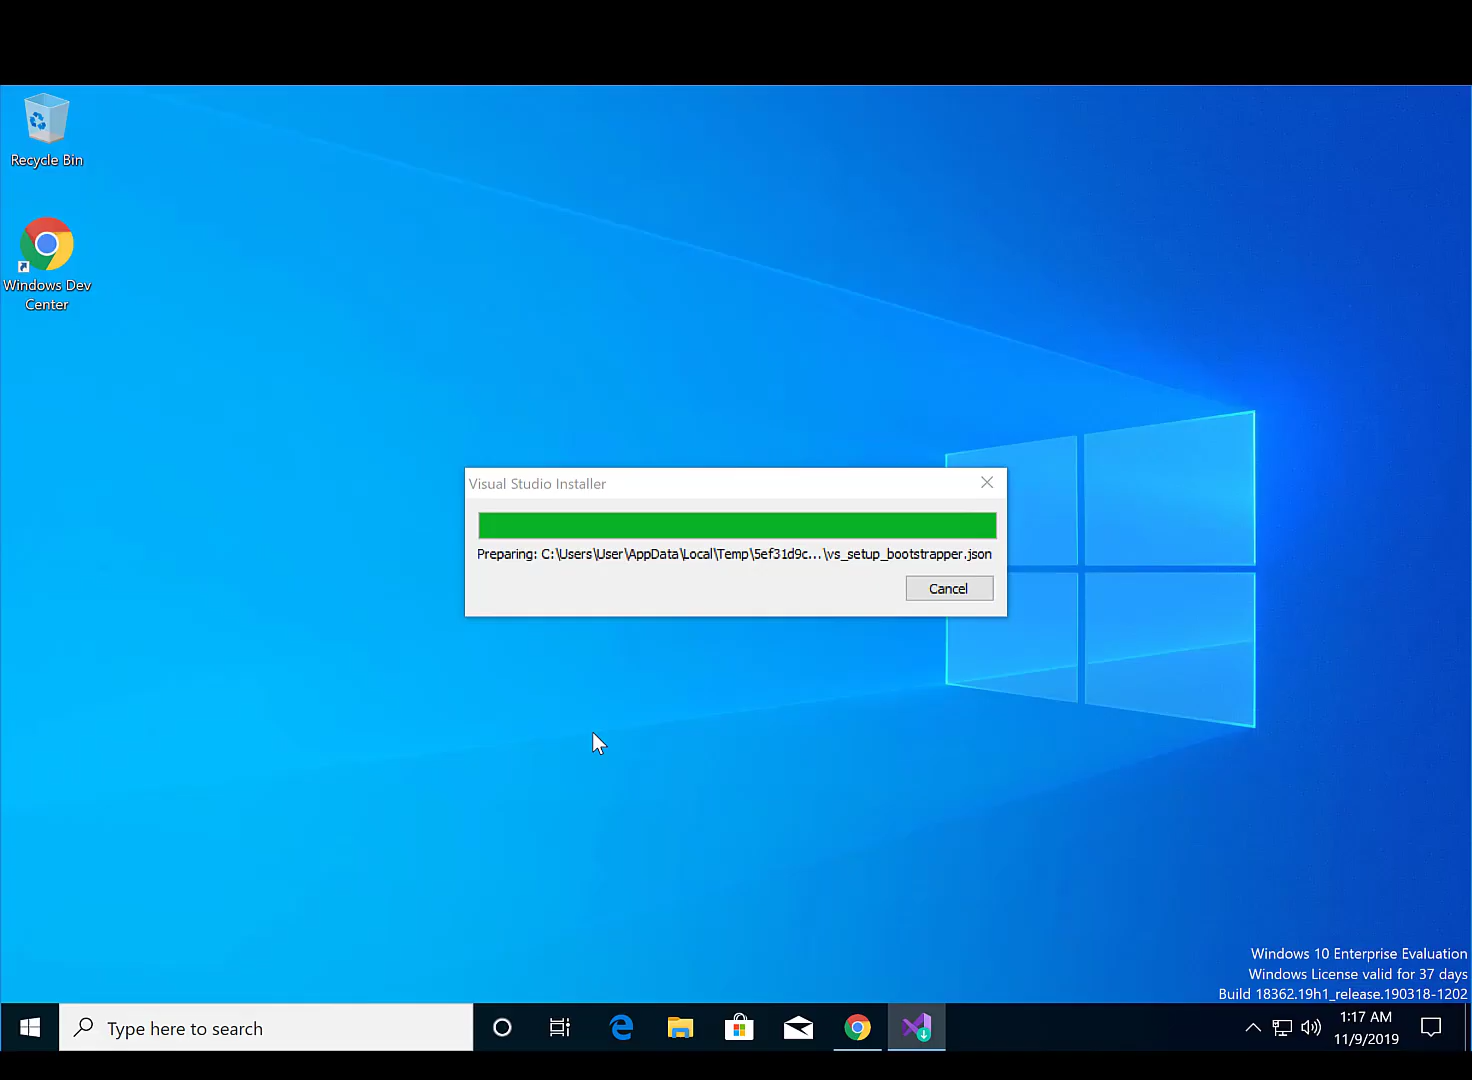 Recycle Bin
Windows Dev
Center
Visual Studio Installer
Preparing: C:\Users\User\AppData\Local\Temp\5ef31d9c...\vs_setup_bootstrapper.json
Cancel
Windows 10 Enterprise Evaluation
Windows License valid for 37 days
Build 18362.19h1_release.190318-1202
Type here to search
1:17 AM
11/9/2019